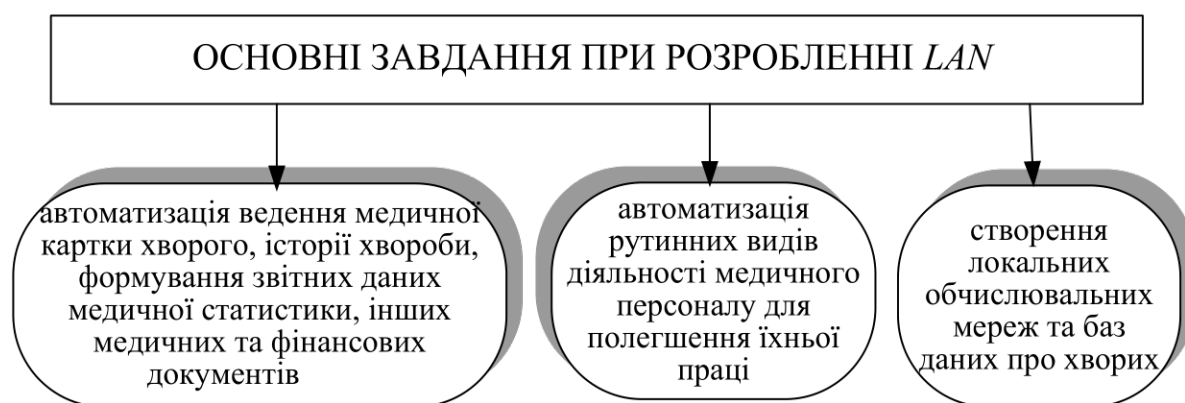 ОСНОВНІ ЗАВДАННЯ ПРИ РОЗРОБЛЕННІ LAN
автоматизація ведення медичної
картки хворого, історії хвороби,
формування звітних даних
медичної статистики, інших
медичних та фінансових
документів
автоматизація
рутинних видів
діяльності медичного
персоналу для
полегшення їхньої
праці
створення
локальних
обчислювальних
мереж та баз
даних про хворих